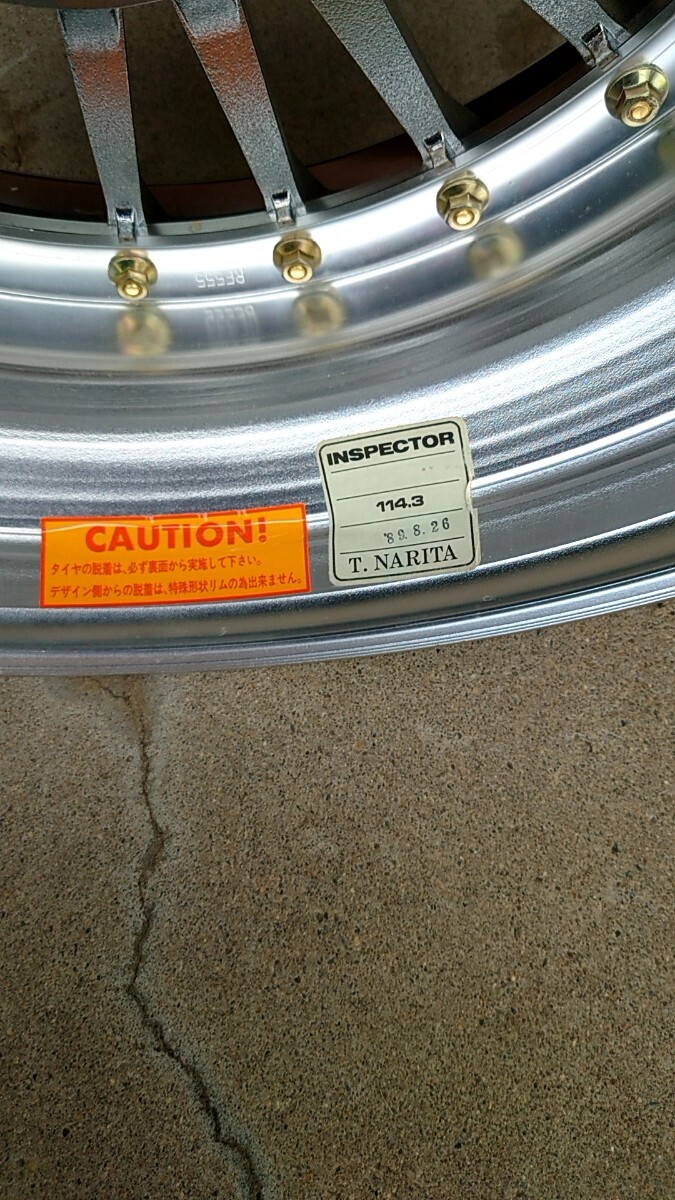 RF555
CAUTION!
タイヤの脱着は、必ず裏面から実施して下さい。
デザイン側からの脱着は、特殊形状リムの為出来ません。
INSPECTOR
114.3
'89.8.26
T. NARITA